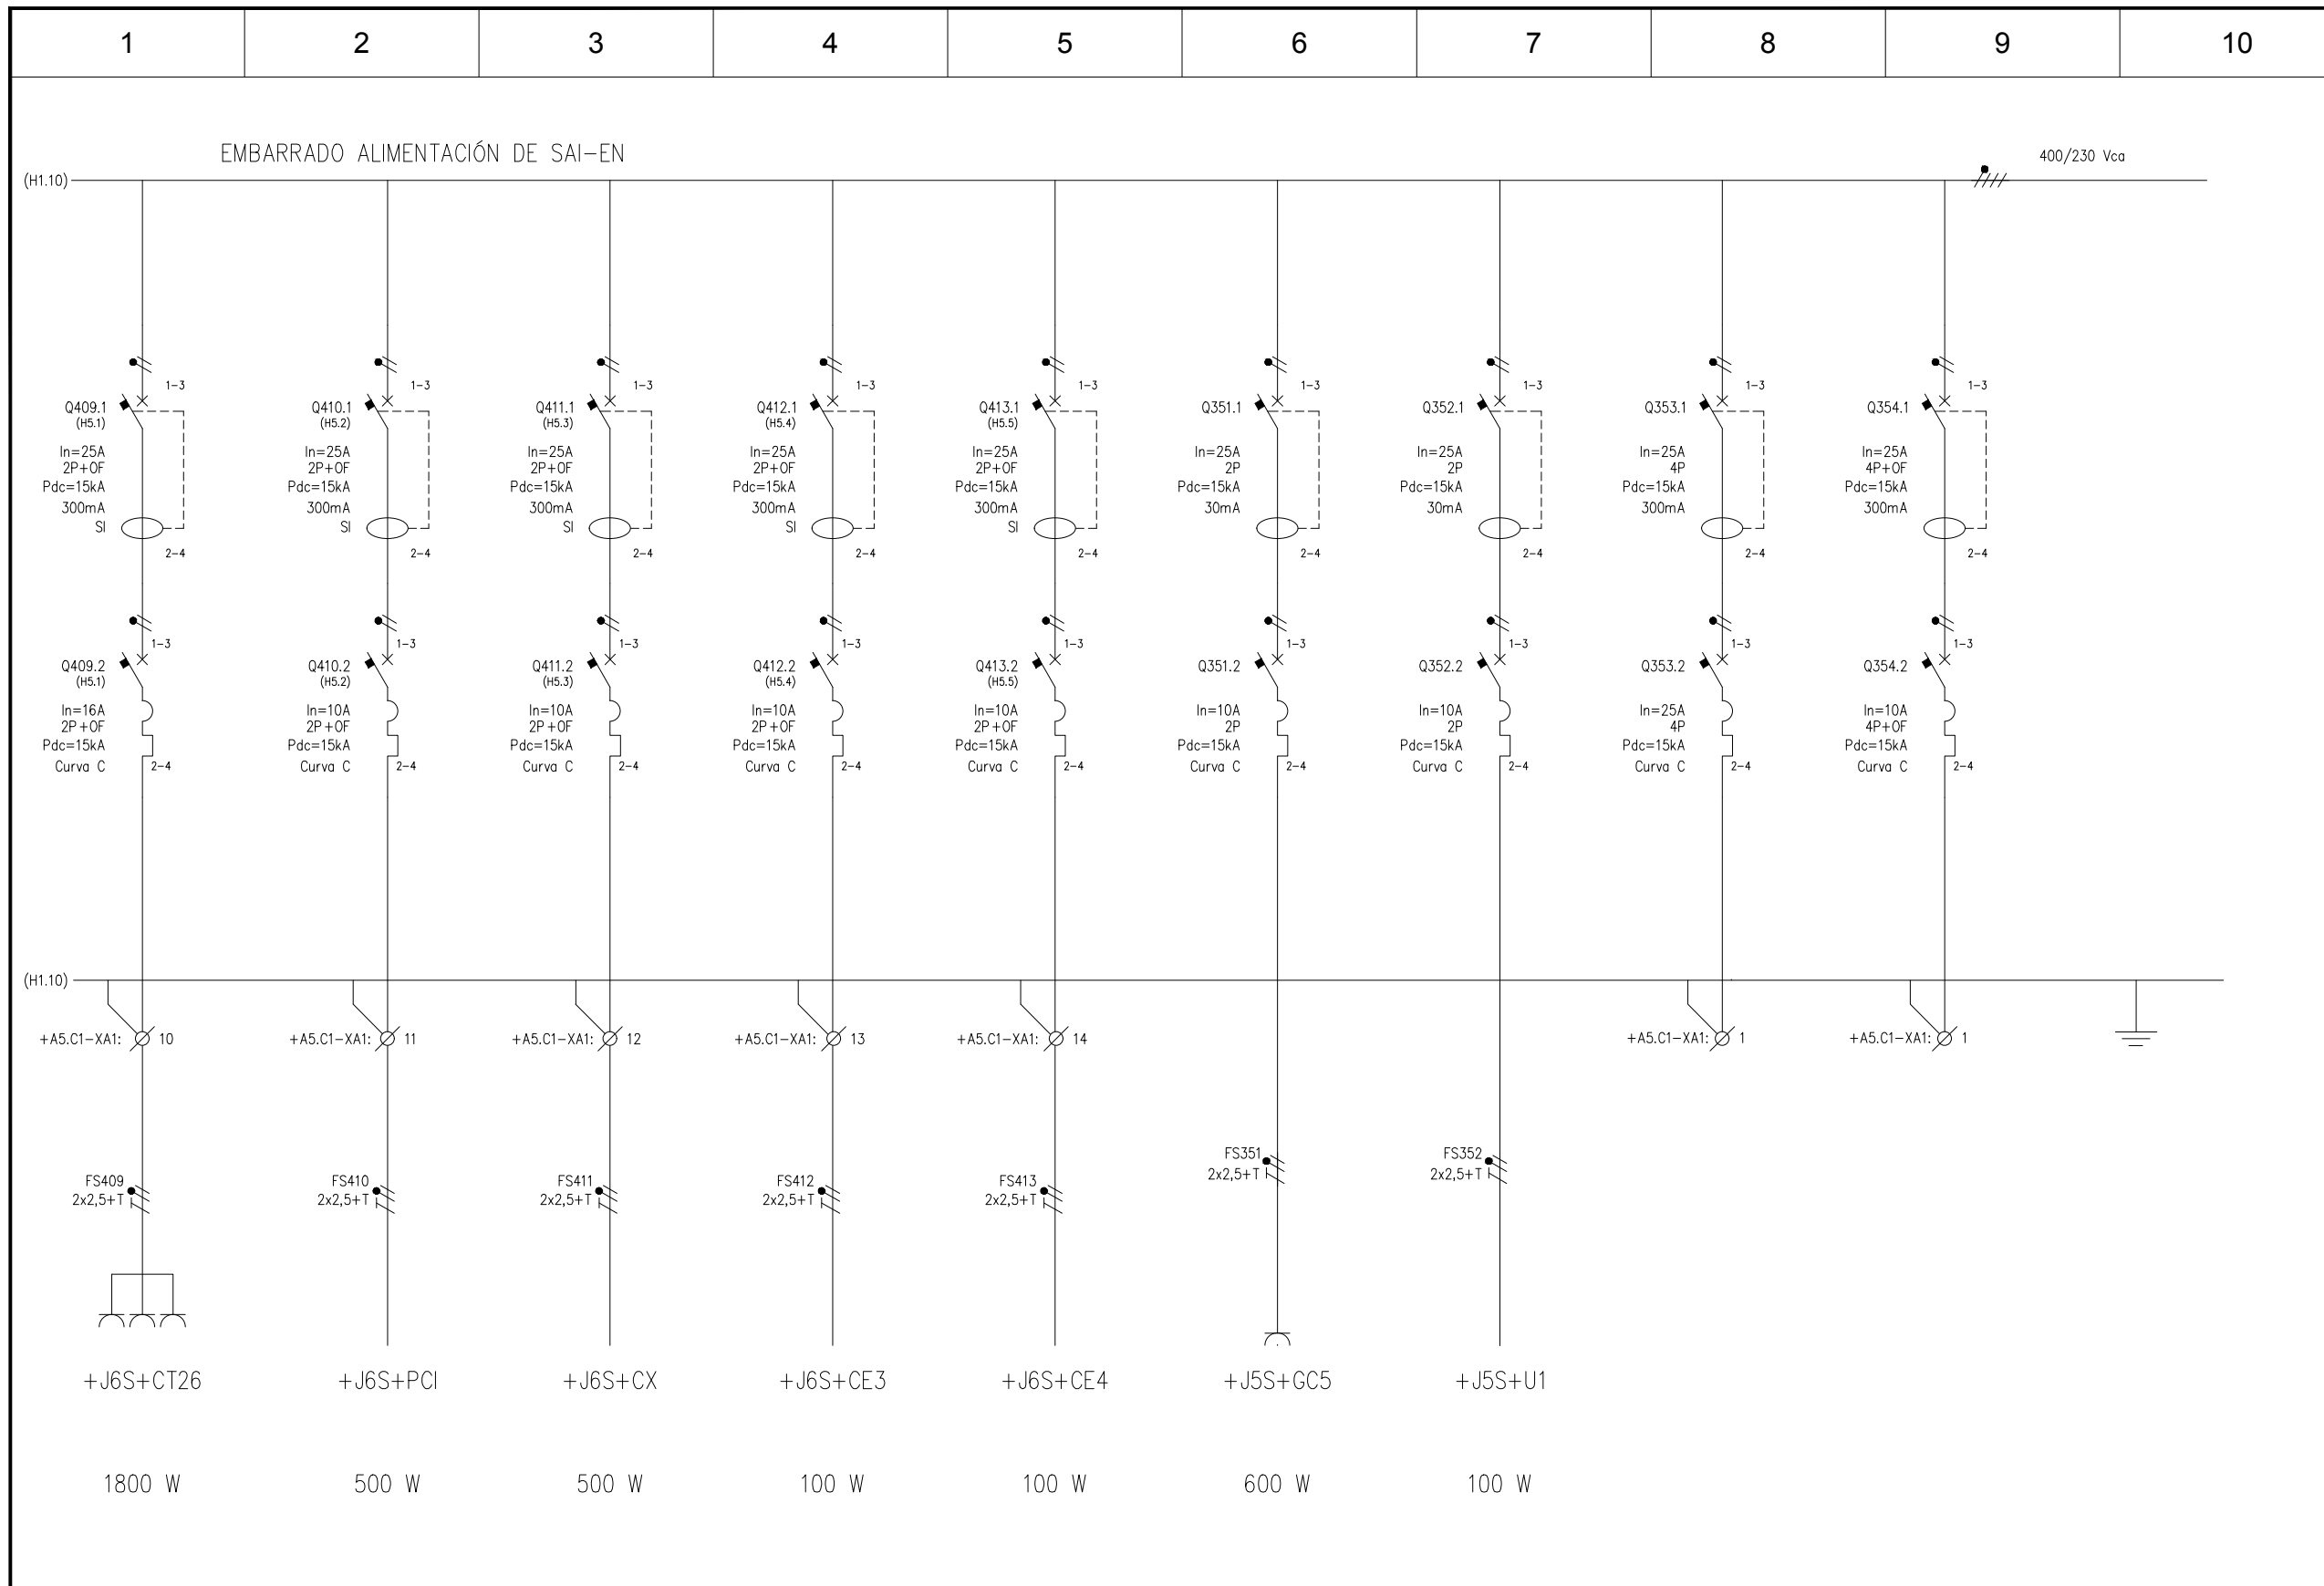 1 2 3 4 5 6 7 8 9 10
EMBARRADO ALIMENTACIÓN DE SAI-EN
400/230 Vca
(H1.10)
1-3 1-3 1-3 1-3 1-3 1-3 1-3 1-3 1-3
Q409.1 Q410.1 Q411.1 Q412.1 Q413.1 Q351.1 Q352.1 Q353.1 Q354.1
(H5.1) (H5.2) (H5.3) (H5.4) (H5.5)
In=25A In=25A In=25A In=25A In=25A In=25A In=25A In=25A In=25A
2P+OF 2P+OF 2P+OF 2P+OF 2P+OF 2P 2P 4P 4P+OF
Pdc=15kA Pdc=15kA Pdc=15kA Pdc=15kA Pdc=15kA Pdc=15kA Pdc=15kA Pdc=15kA Pdc=15kA
300mA 300mA 300mA 300mA 300mA 30mA 30mA 300mA 300mA
SI SI SI SI SI
2-4 2-4 2-4 2-4 2-4 2-4 2-4 2-4 2-4
1-3 1-3 1-3 1-3 1-3 1-3 1-3 1-3 1-3
Q409.2 Q410.2 Q411.2 Q412.2 Q413.2 Q351.2 Q352.2 Q353.2 Q354.2
(H5.1) (H5.2) (H5.3) (H5.4) (H5.5)
In=16A In=10A In=10A In=10A In=10A In=10A In=10A In=25A In=10A
2P+OF 2P+OF 2P+OF 2P+OF 2P+OF 2P 2P 4P 4P+OF
Pdc=15kA Pdc=15kA Pdc=15kA Pdc=15kA Pdc=15kA Pdc=15kA Pdc=15kA Pdc=15kA Pdc=15kA
Curva C 2-4 Curva C 2-4 Curva C 2-4 Curva C 2-4 Curva C 2-4 Curva C 2-4 Curva C 2-4 Curva C 2-4 Curva C 2-4
(H1.10)
+A5.C1-XA1: 10 +A5.C1-XA1: 11 +A5.C1-XA1: 12 +A5.C1-XA1: 13 +A5.C1-XA1: 14 +A5.C1-XA1: 1 +A5.C1-XA1: 1
FS351 FS352
2x2,5+T 2x2,5+T
FS409 FS410 FS411 FS412 FS413
2x2,5+T 2x2,5+T 2x2,5+T 2x2,5+T 2x2,5+T
+J6S+CT26 +J6S+PCI +J6S+CX +J6S+CE3 +J6S+CE4 +J5S+GC5 +J5S+U1
1800 W 500 W 500 W 100 W 100 W 600 W 100 W